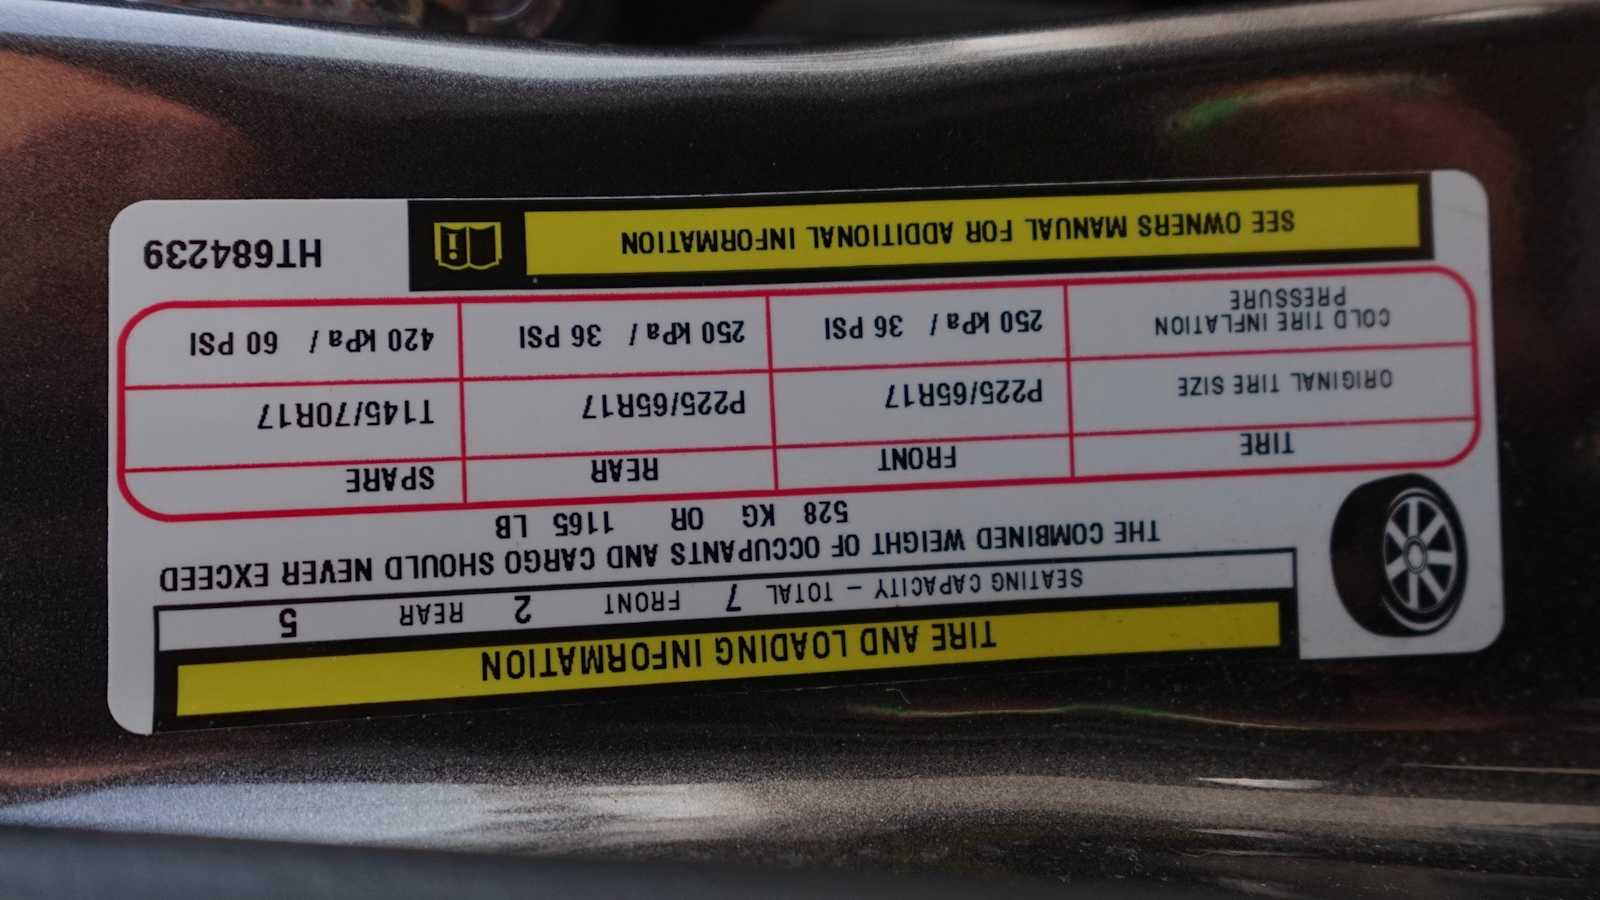 TIRE AND LOADING INFORMATION
SEATING CAPACITY – TOTAL 7 FRONT 2 REAR 5
THE COMBINED WEIGHT OF OCCUPANTS AND CARGO SHOULD NEVER EXCEED
528 KG OR 1165 LB
TIRE FRONT REAR SPARE
ORIGINAL TIRE SIZE P225/65R17 P225/65R17 T145/70R17
COLD TIRE INFLATION PRESSURE 250 kPa / 36 PSI 250 kPa / 36 PSI 420 kPa / 60 PSI
SEE OWNERS MANUAL FOR ADDITIONAL INFORMATION
HT684239